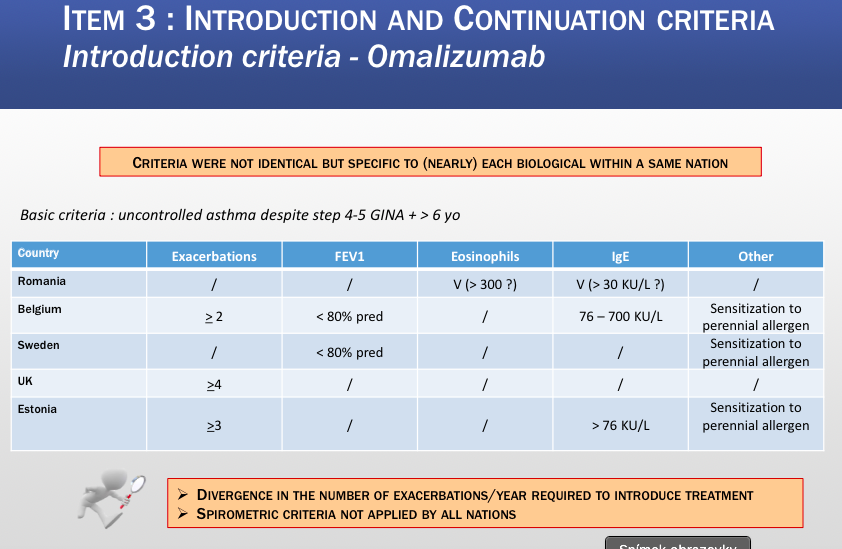 ITEM 3 : INTRODUCTION AND CONTINUATION CRITERIA
Introduction criteria - Omalizumab
CRITERIA WERE NOT IDENTICAL BUT SPECIFIC TO (NEARLY) EACH BIOLOGICAL WITHIN A SAME NATION
Basic criteria : uncontrolled asthma despite step 4-5 GINA + > 6 yo
Country Exacerbations FEV1 Eosinophils IgE Other
Romania / / V (> 300 ?) V (> 30 KU/L ?) /
Belgium ≥ 2 < 80% pred / 76 – 700 KU/L Sensitization to
perennial allergen
Sweden / < 80% pred / / Sensitization to
perennial allergen
UK ≥4 / / / /
Estonia ≥3 / / > 76 KU/L Sensitization to
perennial allergen
➢ DIVERGENCE IN THE NUMBER OF EXACERBATIONS/YEAR REQUIRED TO INTRODUCE TREATMENT
➢ SPIROMETRIC CRITERIA NOT APPLIED BY ALL NATIONS